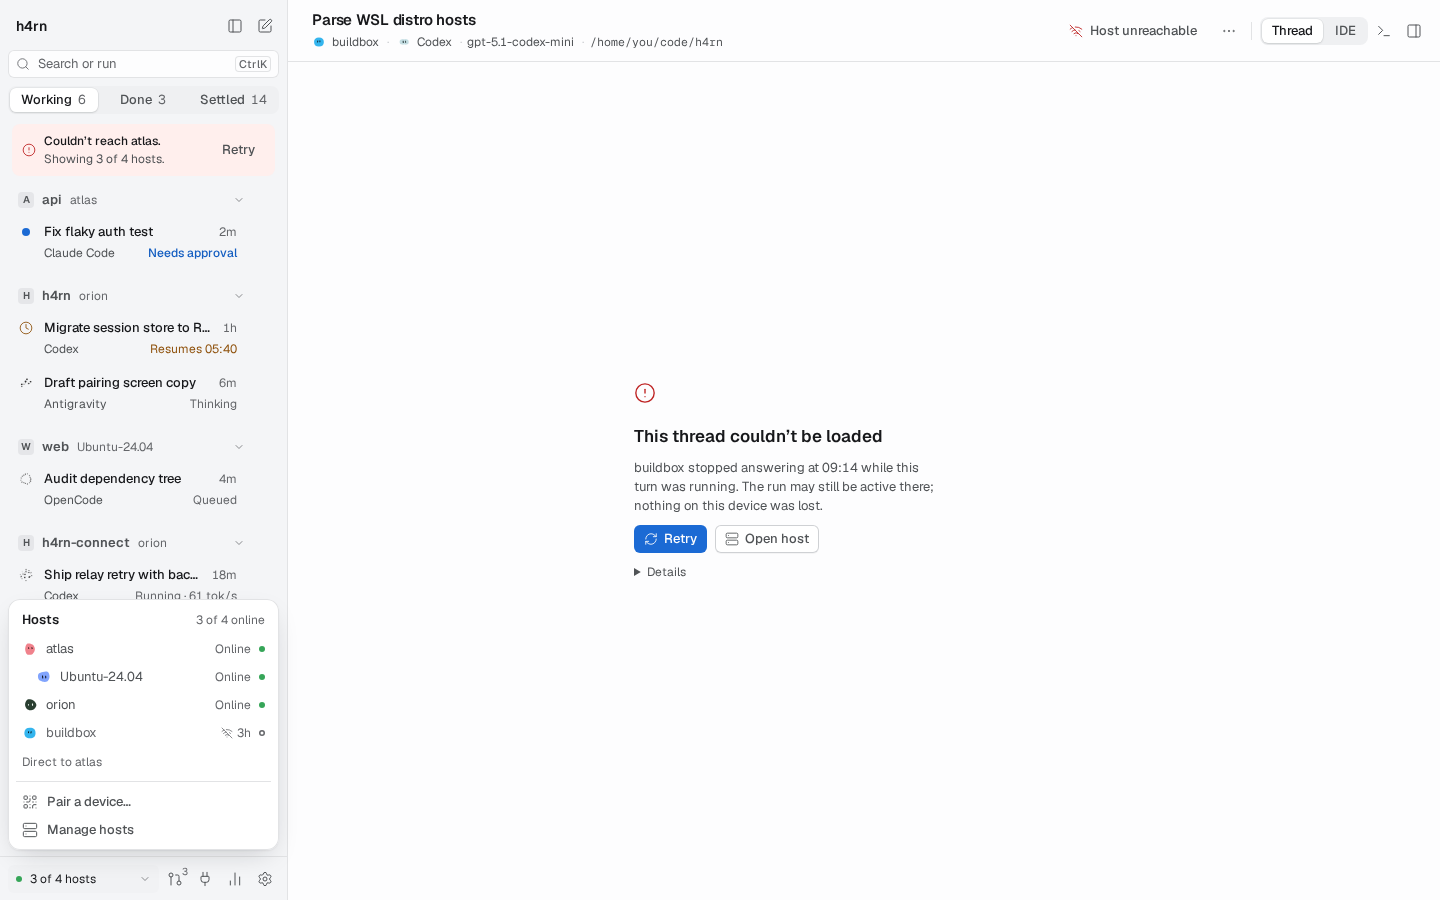 h4rn
Search or run CtrlK
Working 6 Done 3 Settled 14
Couldn't reach atlas.
Showing 3 of 4 hosts.
Retry
A api atlas
Fix flaky auth test 2m
Claude Code Needs approval
H h4rn orion
Migrate session store to R... 1h
Codex Resumes 05:40
Draft pairing screen copy 6m
Antigravity Thinking
W web Ubuntu-24.04
Audit dependency tree 4m
OpenCode Queued
H h4rn-connect orion
Ship relay retry with bac... 18m
Codex Running · 61 tok/s
Hosts 3 of 4 online
atlas Online
Ubuntu-24.04 Online
orion Online
buildbox 3h
Direct to atlas
Pair a device...
Manage hosts
3 of 4 hosts 3
Parse WSL distro hosts
buildbox · Codex · gpt-5.1-codex-mini · /home/you/code/h4rn
Host unreachable ··· Thread IDE
This thread couldn't be loaded
buildbox stopped answering at 09:14 while this
turn was running. The run may still be active there;
nothing on this device was lost.
Retry Open host
Details